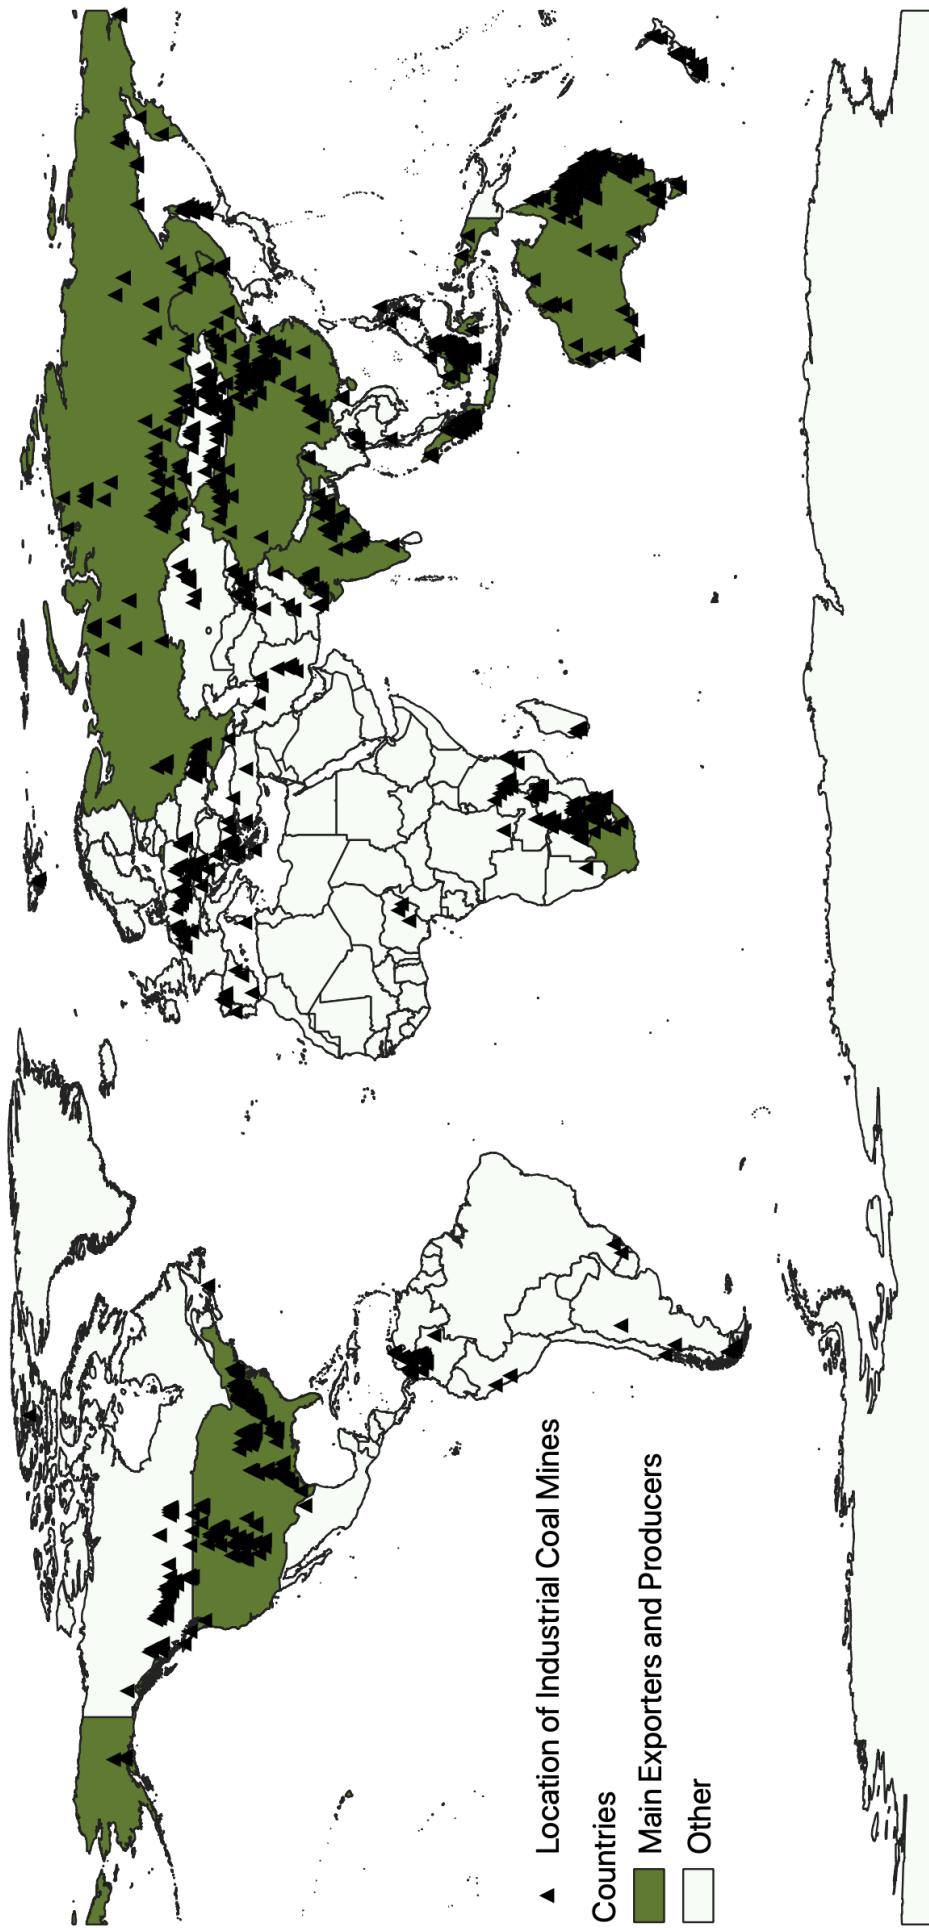 Location of Industrial Coal Mines
Countries
Main Exporters and Producers
Other